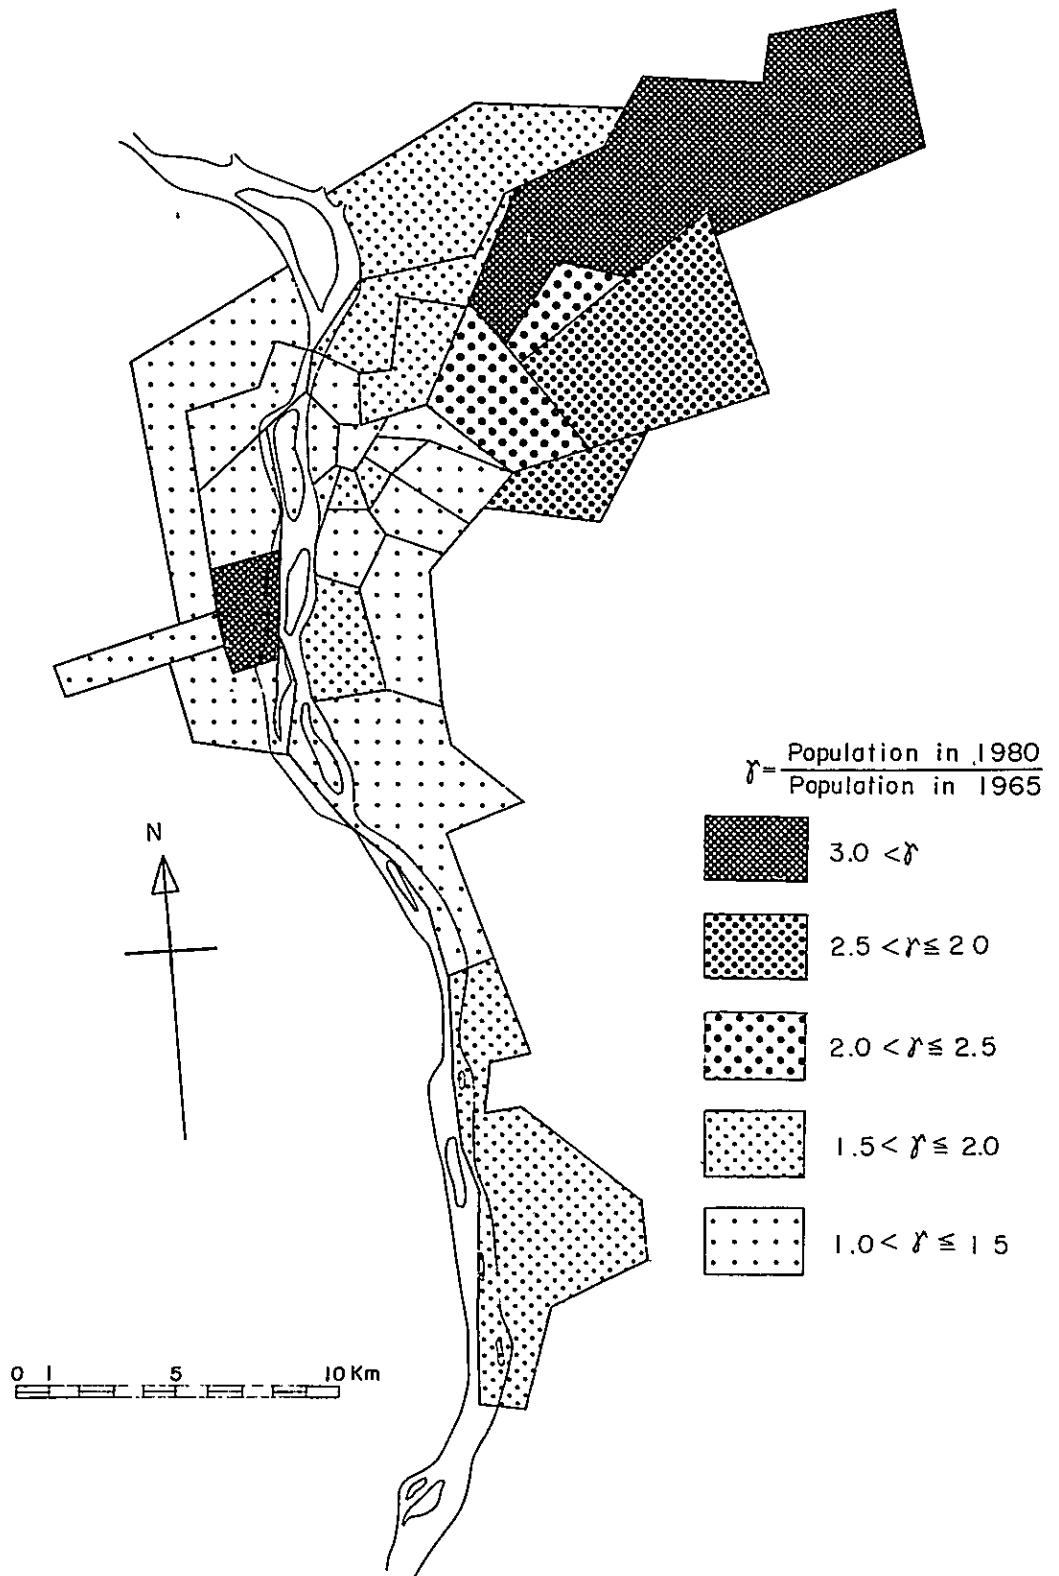 γ = Population in 1980
Population in 1965
N
3.0 < γ
2.5 < γ ≦ 2 0
2.0 < γ ≦ 2.5
1.5 < γ ≦ 2.0
1.0 < γ ≦ 1 5
0 1 5 10 Km